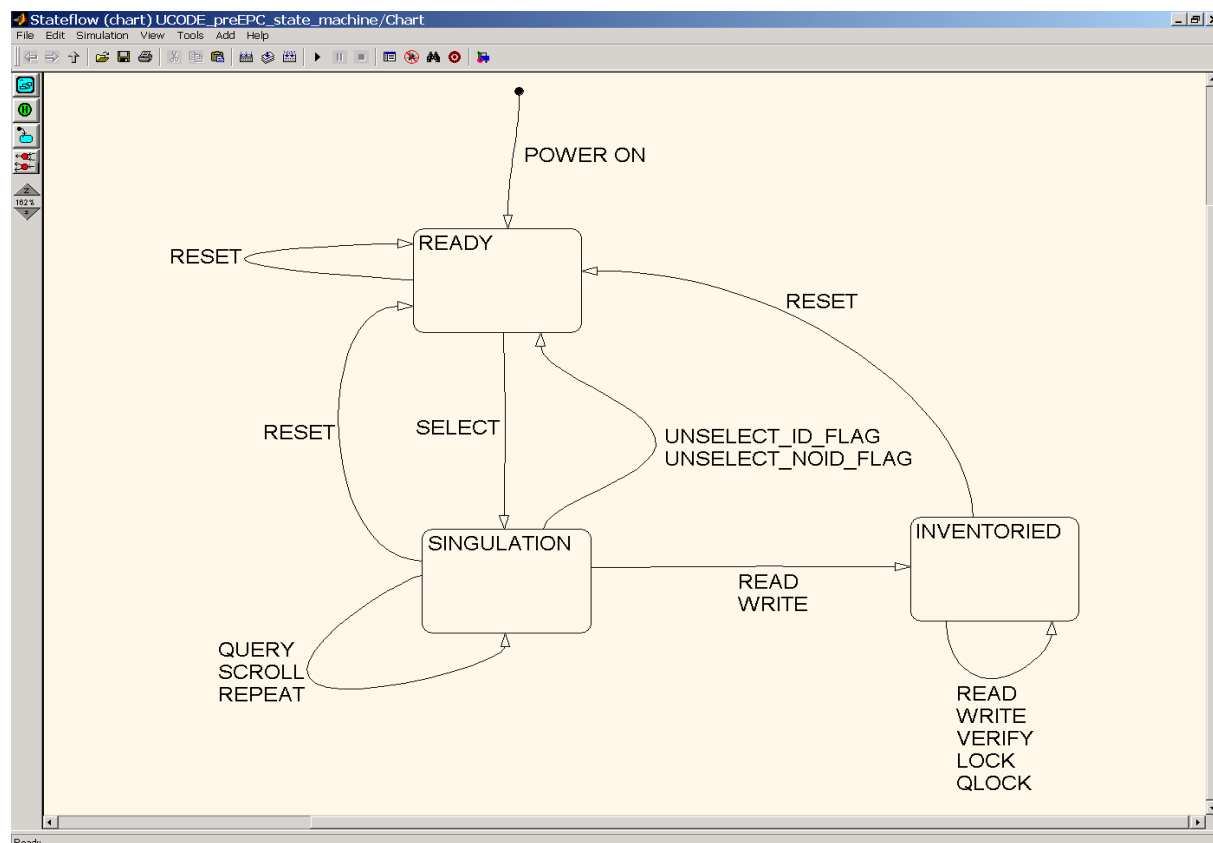 Stateflow (chart) UCODE_preEPC_state_machine/Chart
File Edit Simulation View Tools Add Help
162%
POWER ON
READY
RESET
RESET
RESET
SELECT
UNSELECT_ID_FLAG
UNSELECT_NOID_FLAG
SINGULATION
INVENTORIED
READ
WRITE
QUERY
SCROLL
REPEAT
READ
WRITE
VERIFY
LOCK
QLOCK
Ready